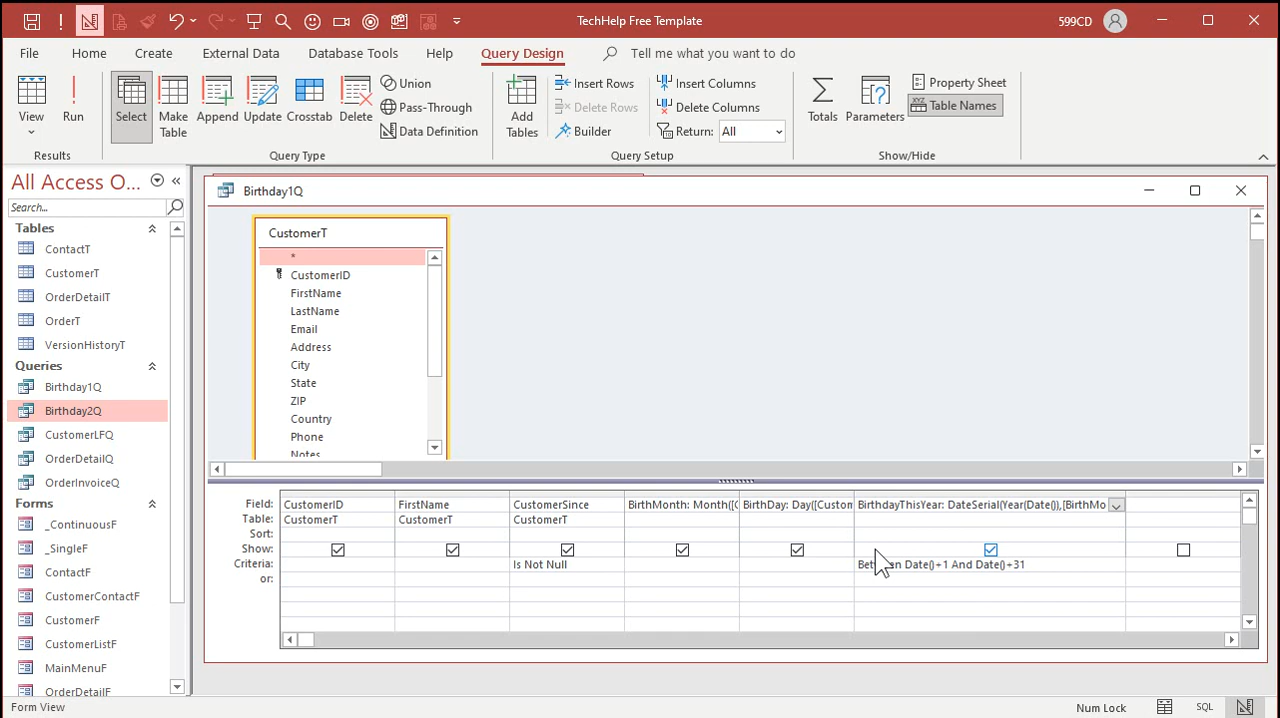 TechHelp Free Template
599CD
File
Home
Create
External Data
Database Tools
Help
Query Design
Tell me what you want to do
View
Run
Select
Make Table
Append
Update
Crosstab
Delete
Union
Pass-Through
Data Definition
Add Tables
Insert Rows
Delete Rows
Builder
Insert Columns
Delete Columns
Return: All
Totals
Parameters
Property Sheet
XYZ Table Names
Results
Query Type
Query Setup
Show/Hide
All Access O...
Search...
Tables
ContactT
CustomerT
OrderDetailT
OrderT
VersionHistoryT
Queries
Birthday1Q
Birthday2Q
CustomerLFQ
OrderDetailQ
OrderInvoiceQ
Forms
_ContinuousF
_SingleF
ContactF
CustomerContactF
CustomerF
CustomerListF
MainMenuF
OrderDetailF
Birthday1Q
CustomerT
*
CustomerID
FirstName
LastName
Email
Address
City
State
ZIP
Country
Phone
Notes
Field: CustomerID FirstName CustomerSince BirthMonth: Month([C BirthDay: Day([Custom BirthdayThisYear: DateSerial(Year(Date()),[BirthMo
Table: CustomerT CustomerT CustomerT
Sort:
Show:
Criteria: Is Not Null And Date()+31
or:
Form View
Num Lock
SQL